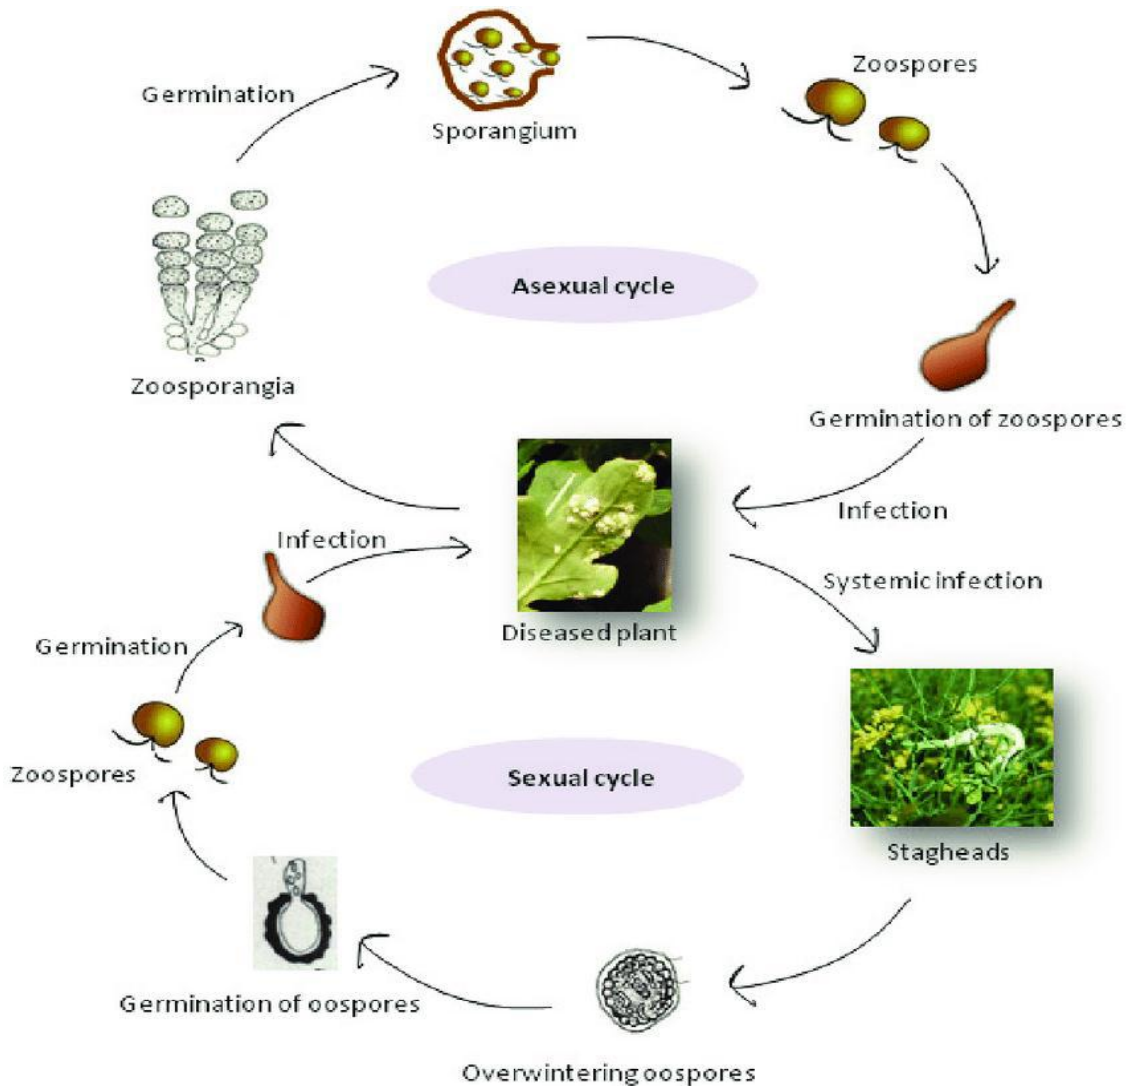 Zoospores
Germination
Sporangium
Asexual cycle
Zoosporangia
Germination of zoospores
Infection
Infection
Systemic infection
Diseased plant
Germination
Zoospores
Sexual cycle
Stagheads
Germination of oospores
Overwintering oospores